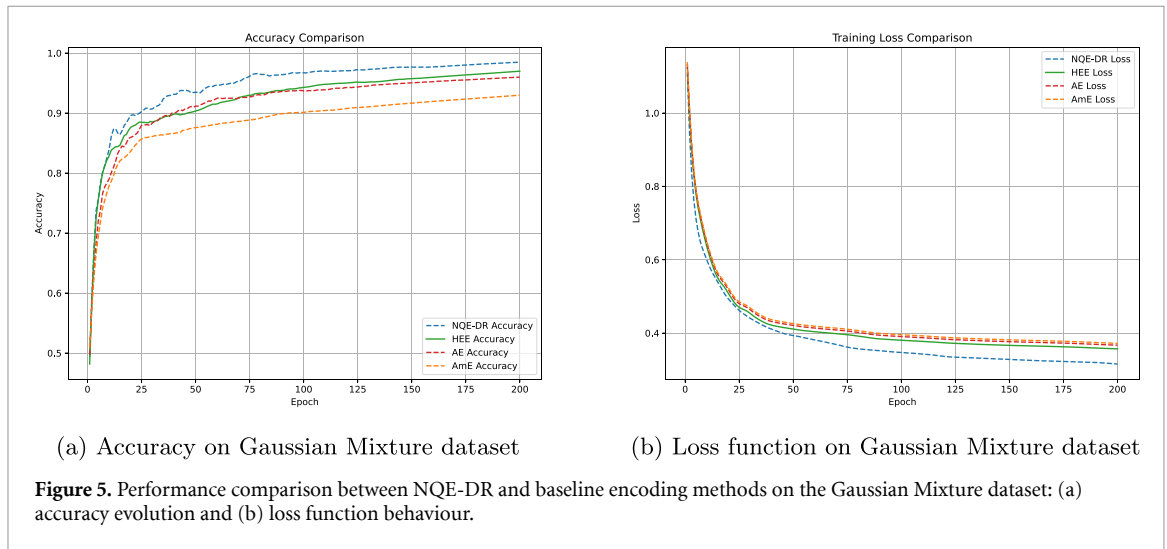 Accuracy Comparison
1.0
0.9
0.8
0.7
0.6
0.5
Accuracy
0
25
50
75
100
125
150
175
200
Epoch
NQE-DR Accuracy
HEE Accuracy
AE Accuracy
AmE Accuracy
(a) Accuracy on Gaussian Mixture dataset
Training Loss Comparison
1.0
0.8
0.6
0.4
Loss
0
25
50
75
100
125
150
175
200
Epoch
NQE-DR Loss
HEE Loss
AE Loss
AmE Loss
(b) Loss function on Gaussian Mixture dataset
Figure 5. Performance comparison between NQE-DR and baseline encoding methods on the Gaussian Mixture dataset: (a)
accuracy evolution and (b) loss function behaviour.